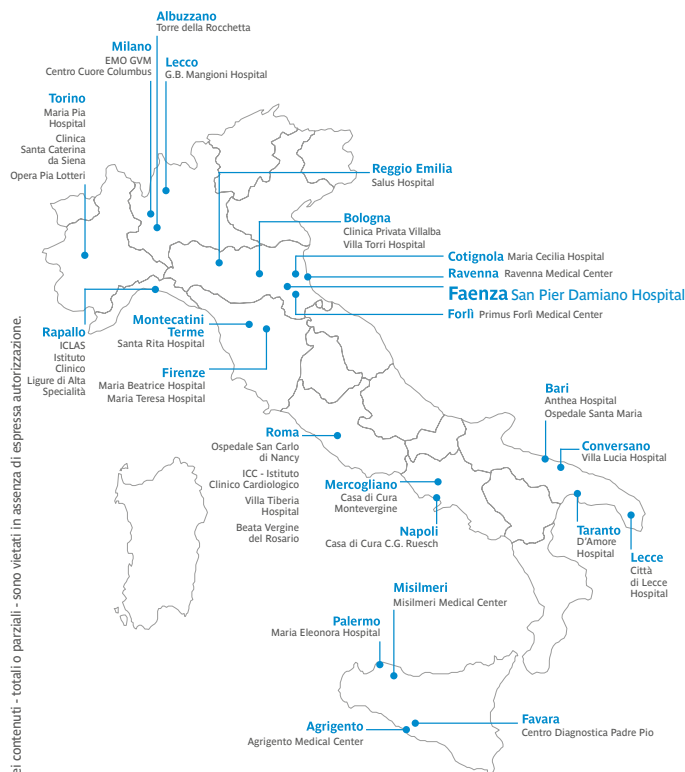 Albuzzano
Torre della Rocchetta
Milano
EMO GVM
Centro Cuore Columbus
Lecco
G.B. Mangioni Hospital
Torino
Maria Pia
Hospital
Clinica
Santa Caterina
da Siena
Opera Pia Lotteri
Reggio Emilia
Salus Hospital
Bologna
Clinica Privata Villalba
Villa Torri Hospital
Cotignola Maria Cecilia Hospital
Ravenna Ravenna Medical Center
Faenza San Pier Damiano Hospital
Forlì Primus Forlì Medical Center
Rapallo
ICLAS
Istituto
Clinico
Ligure di Alta
Specialità
Montecatini
Terme
Santa Rita Hospital
Firenze
Maria Beatrice Hospital
Maria Teresa Hospital
Roma
Ospedale San Carlo
di Nancy
ICC - Istituto
Clinico Cardiologico
Villa Tiberia
Hospital
Beata Vergine
del Rosario
Mercogliano
Casa di Cura
Montevergine
Napoli
Casa di Cura C.G. Ruesch
Bari
Anthea Hospital
Ospedale Santa Maria
Conversano
Villa Lucia Hospital
Taranto
D'Amore
Hospital
Lecce
Città
di Lecce
Hospital
Misilmeri
Misilmeri Medical Center
Palermo
Maria Eleonora Hospital
Agrigento
Agrigento Medical Center
Favara
Centro Diagnostica Padre Pio
ei contenuti - totali o parziali - sono vietati in assenza di espressa autorizzazione.